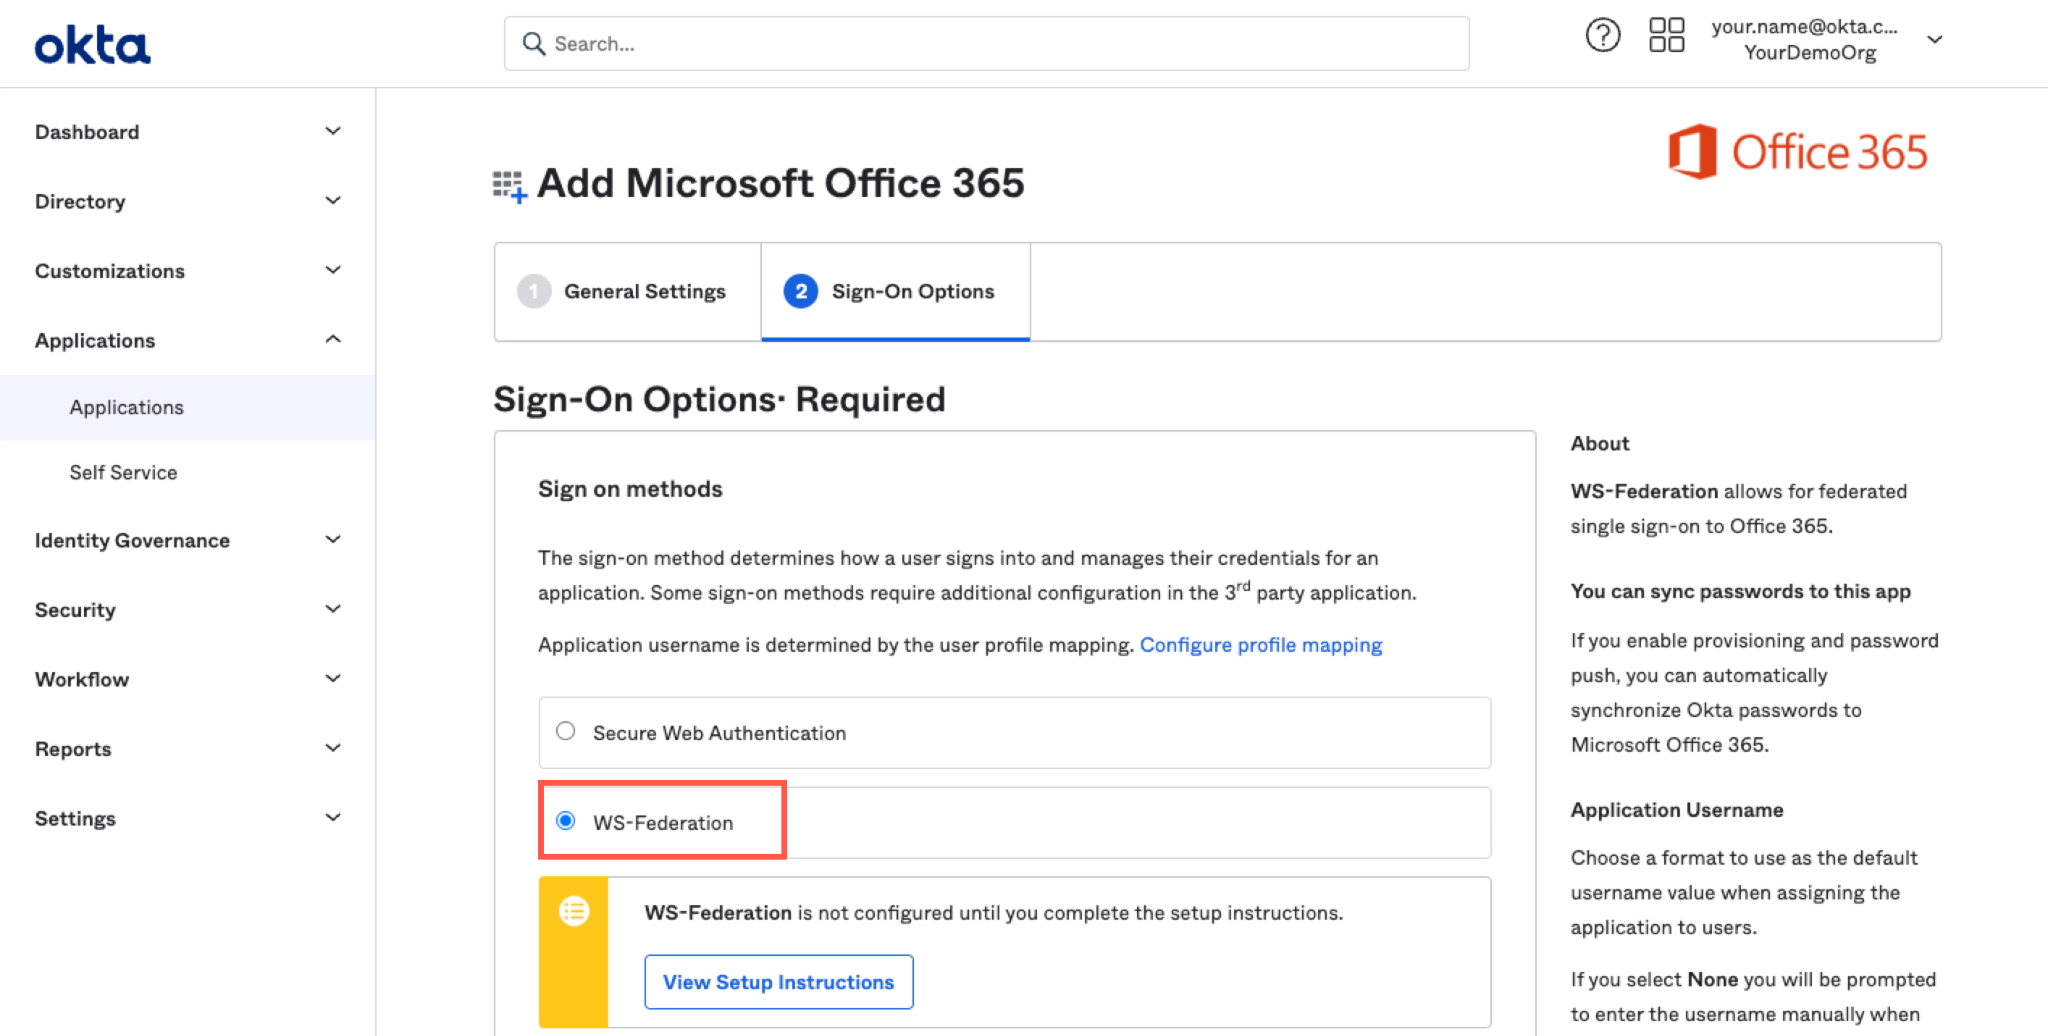 okta
Search...
your.name@okta.c...
YourDemoOrg
Dashboard
Directory
Customizations
Applications
Applications
Self Service
Identity Governance
Security
Workflow
Reports
Settings
Office 365
Add Microsoft Office 365
1 General Settings
2 Sign-On Options
Sign-On Options· Required
Sign on methods
The sign-on method determines how a user signs into and manages their credentials for an
application. Some sign-on methods require additional configuration in the 3rd party application.
Application username is determined by the user profile mapping. Configure profile mapping
Secure Web Authentication
WS-Federation
WS-Federation is not configured until you complete the setup instructions.
View Setup Instructions
About
WS-Federation allows for federated
single sign-on to Office 365.
You can sync passwords to this app
If you enable provisioning and password
push, you can automatically
synchronize Okta passwords to
Microsoft Office 365.
Application Username
Choose a format to use as the default
username value when assigning the
application to users.
If you select None you will be prompted
to enter the username manually when